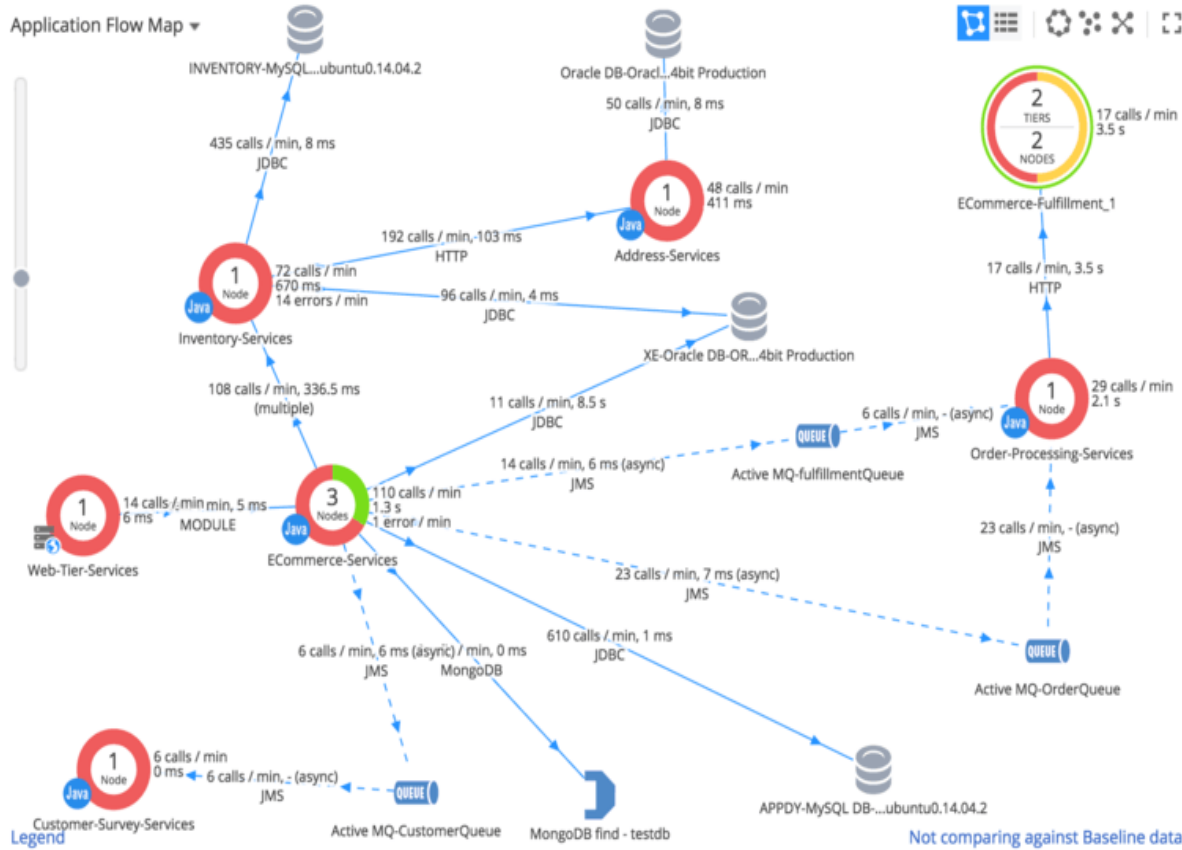 Application Flow Map
INVENTORY-MySQL...ubuntu0.14.04.2
Oracle DB-Oracl...4bit Production
50 calls / min, 8 ms
JDBC
2
TIERS
2
NODES
17 calls / min
3.5 s
ECommerce-Fulfillment_1
435 calls / min, 8 ms
JDBC
1
Node
Java
48 calls / min
411 ms
Address-Services
192 calls / min, 103 ms
HTTP
17 calls / min, 3.5 s
HTTP
1
Node
Java
72 calls / min
670 ms
14 errors / min
Inventory-Services
96 calls / min, 4 ms
JDBC
XE-Oracle DB-OR...4bit Production
108 calls / min, 336.5 ms
(multiple)
11 calls / min, 8.5 s
JDBC
1
Node
Java
29 calls / min
2.1 s
Order-Processing-Services
6 calls / min, - (async)
JMS
QUEUE
Active MQ-fulfillmentQueue
14 calls / min, 6 ms (async)
JMS
1
Node
14 calls / min
6 ms
Web-Tier-Services
min, 5 ms
MODULE
3
Nodes
Java
110 calls / min
1.3 s
1 error / min
ECommerce-Services
23 calls / min, - (async)
JMS
23 calls / min, 7 ms (async)
JMS
610 calls / min, 1 ms
JDBC
6 calls / min, 6 ms (async)
JMS
/ min, 0 ms
MongoDB
QUEUE
Active MQ-OrderQueue
1
Node
Java
6 calls / min
0 ms
Customer-Survey-Services
6 calls / min, - (async)
JMS
QUEUE
Active MQ-CustomerQueue
MongoDB find - testdb
APPDY-MySQL DB-...ubuntu0.14.04.2
Legend
Not comparing against Baseline data